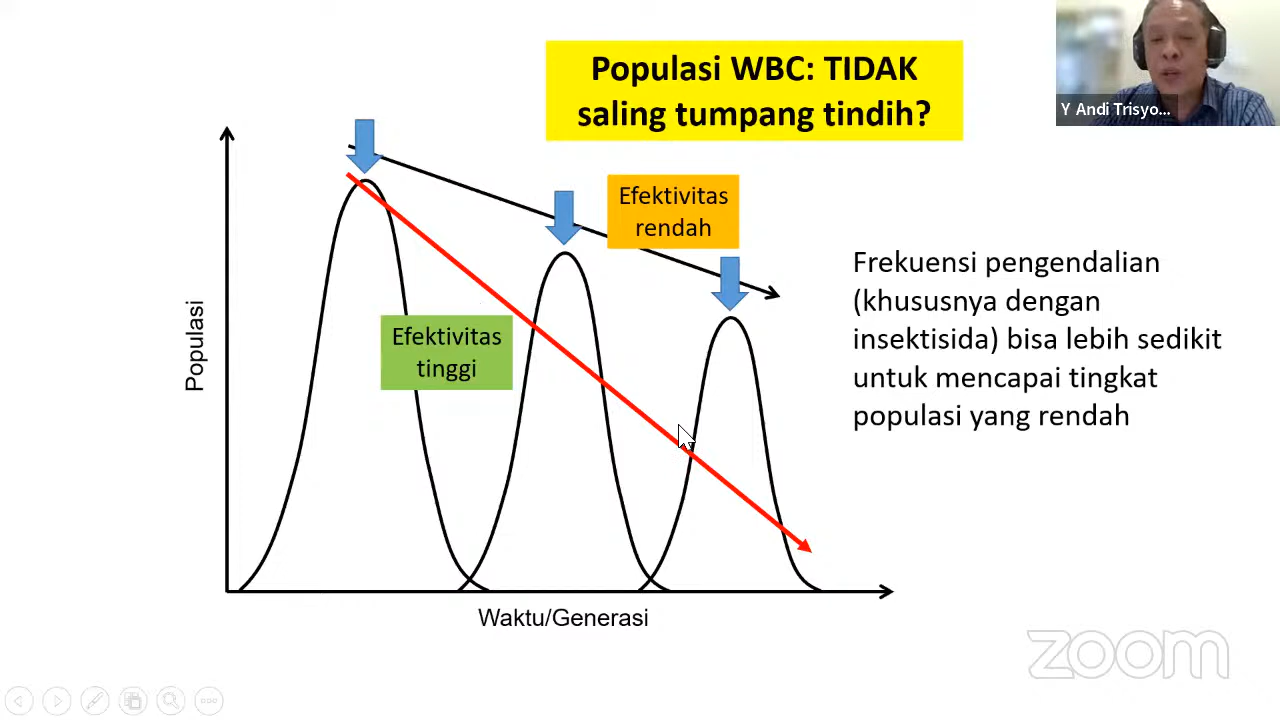 Populasi WBC: TIDAK
saling tumpang tindih?
Y Andi Trisyo...
Efektivitas
rendah
Efektivitas
tinggi
Populasi
Frekuensi pengendalian
(khususnya dengan
insektisida) bisa lebih sedikit
untuk mencapai tingkat
populasi yang rendah
Waktu/Generasi
zoom